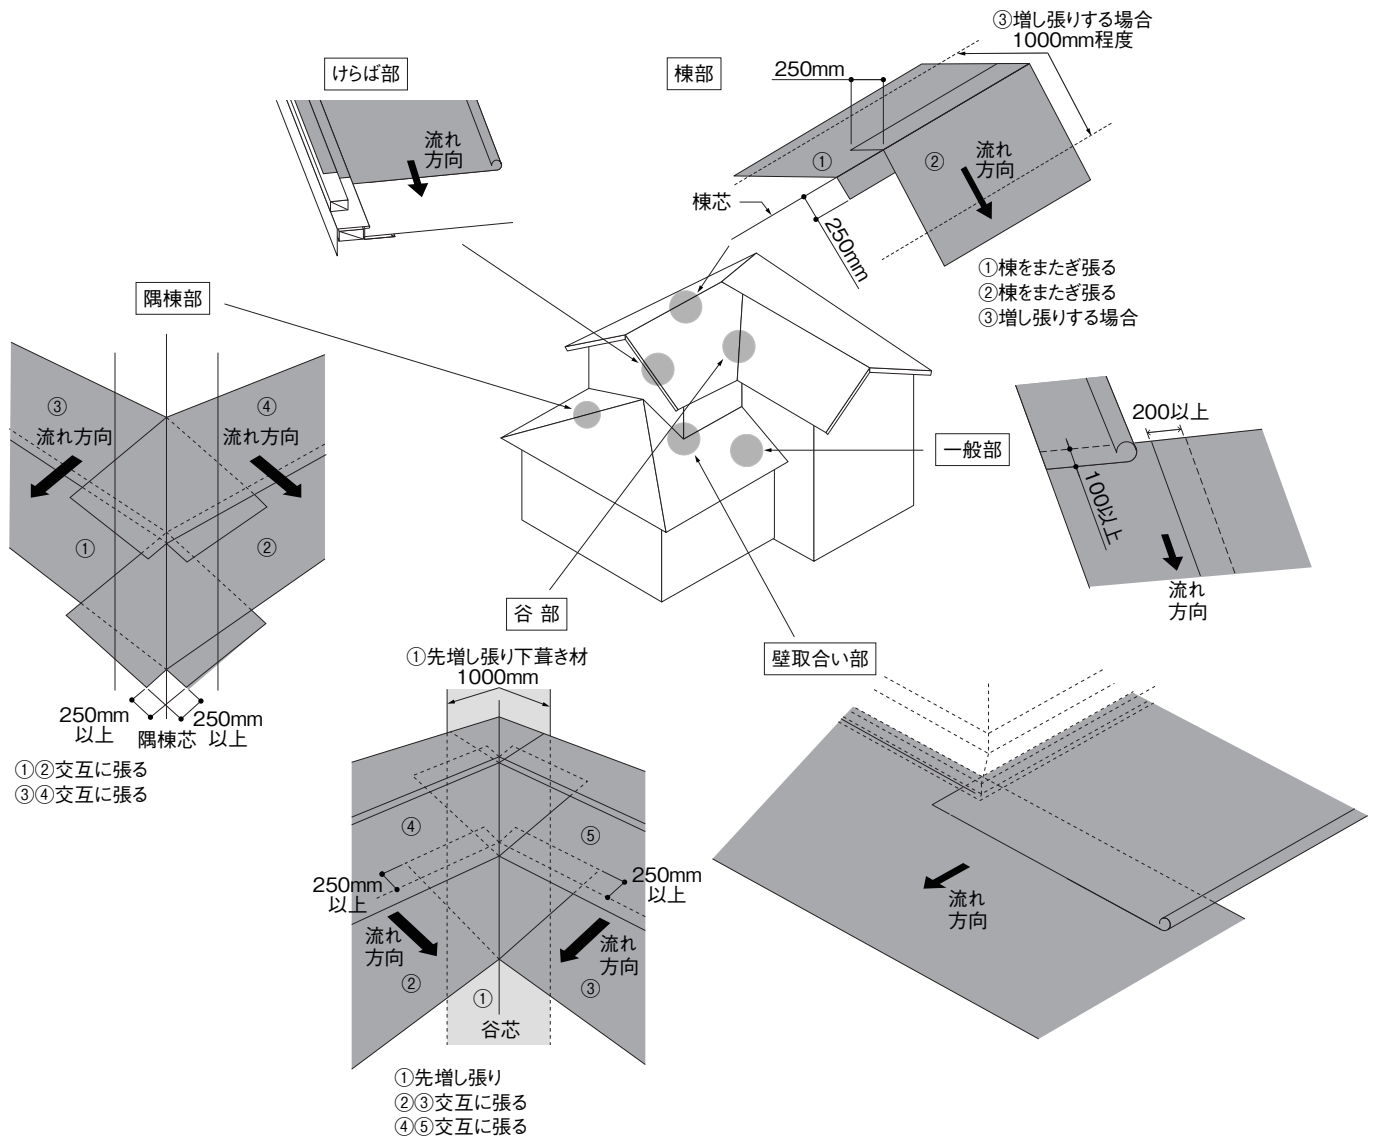 ③増し張りする場合
1000mm程度
けらば部
棟部
250mm
流れ
方向
①
②
流れ
方向
棟芯
250mm
①棟をまたぎ張る
②棟をまたぎ張る
③増し張りする場合
隅棟部
③
④
流れ方向
流れ方向
①
②
250mm
以上
250mm
以上
隅棟芯
①②交互に張る
③④交互に張る
200以上
100以上
流れ
方向
一般部
谷 部
①先増し張り下葺き材
1000mm
壁取合い部
④
⑤
250mm
以上
250mm
以上
流れ
方向
流れ
方向
②
①
③
谷芯
①先増し張り
②③交互に張る
④⑤交互に張る
流れ
方向